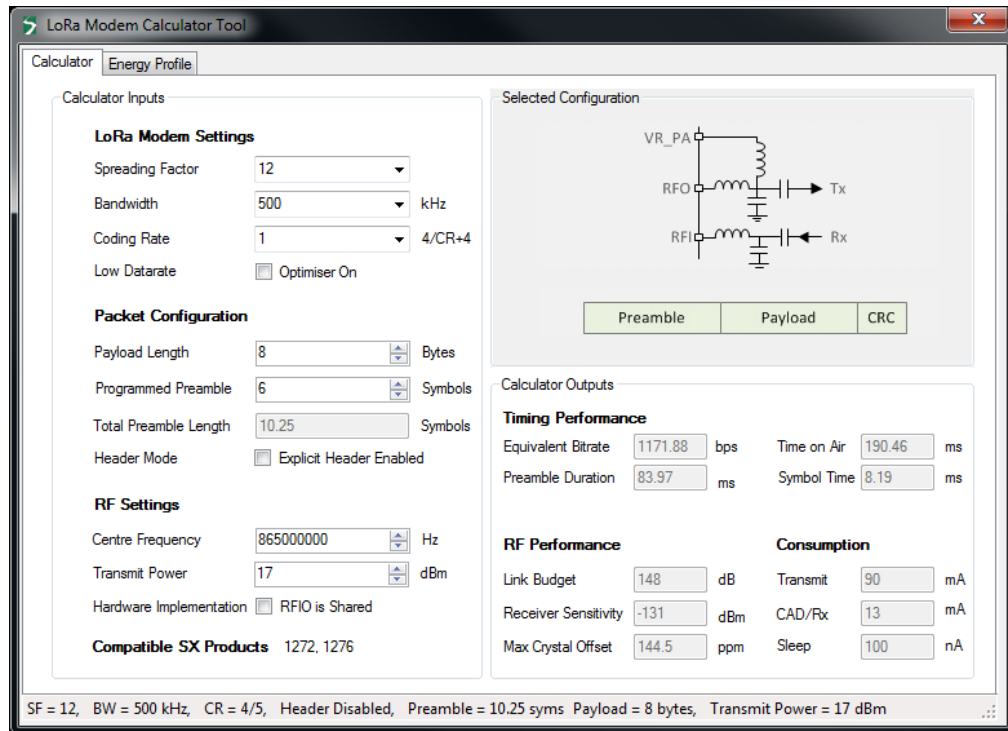 LoRa Modem Calculator Tool
Calculator Energy Profile
Calculator Inputs
LoRa Modem Settings
Spreading Factor 12
Bandwidth 500 kHz
Coding Rate 1 4/CR+4
Low Datarate Optimiser On
Packet Configuration
Payload Length 8 Bytes
Programmed Preamble 6 Symbols
Total Preamble Length 10.25 Symbols
Header Mode Explicit Header Enabled
RF Settings
Centre Frequency 865000000 Hz
Transmit Power 17 dBm
Hardware Implementation RFIO is Shared
Compatible SX Products 1272, 1276
Selected Configuration
VR_PA
RFO Tx
RFI Rx
Preamble Payload CRC
Calculator Outputs
Timing Performance
Equivalent Bitrate 1171.88 bps Time on Air 190.46 ms
Preamble Duration 83.97 ms Symbol Time 8.19 ms
RF Performance Consumption
Link Budget 148 dB Transmit 90 mA
Receiver Sensitivity -131 dBm CAD/Rx 13 mA
Max Crystal Offset 144.5 ppm Sleep 100 nA
SF = 12, BW = 500 kHz, CR = 4/5, Header Disabled, Preamble = 10.25 syms Payload = 8 bytes, Transmit Power = 17 dBm